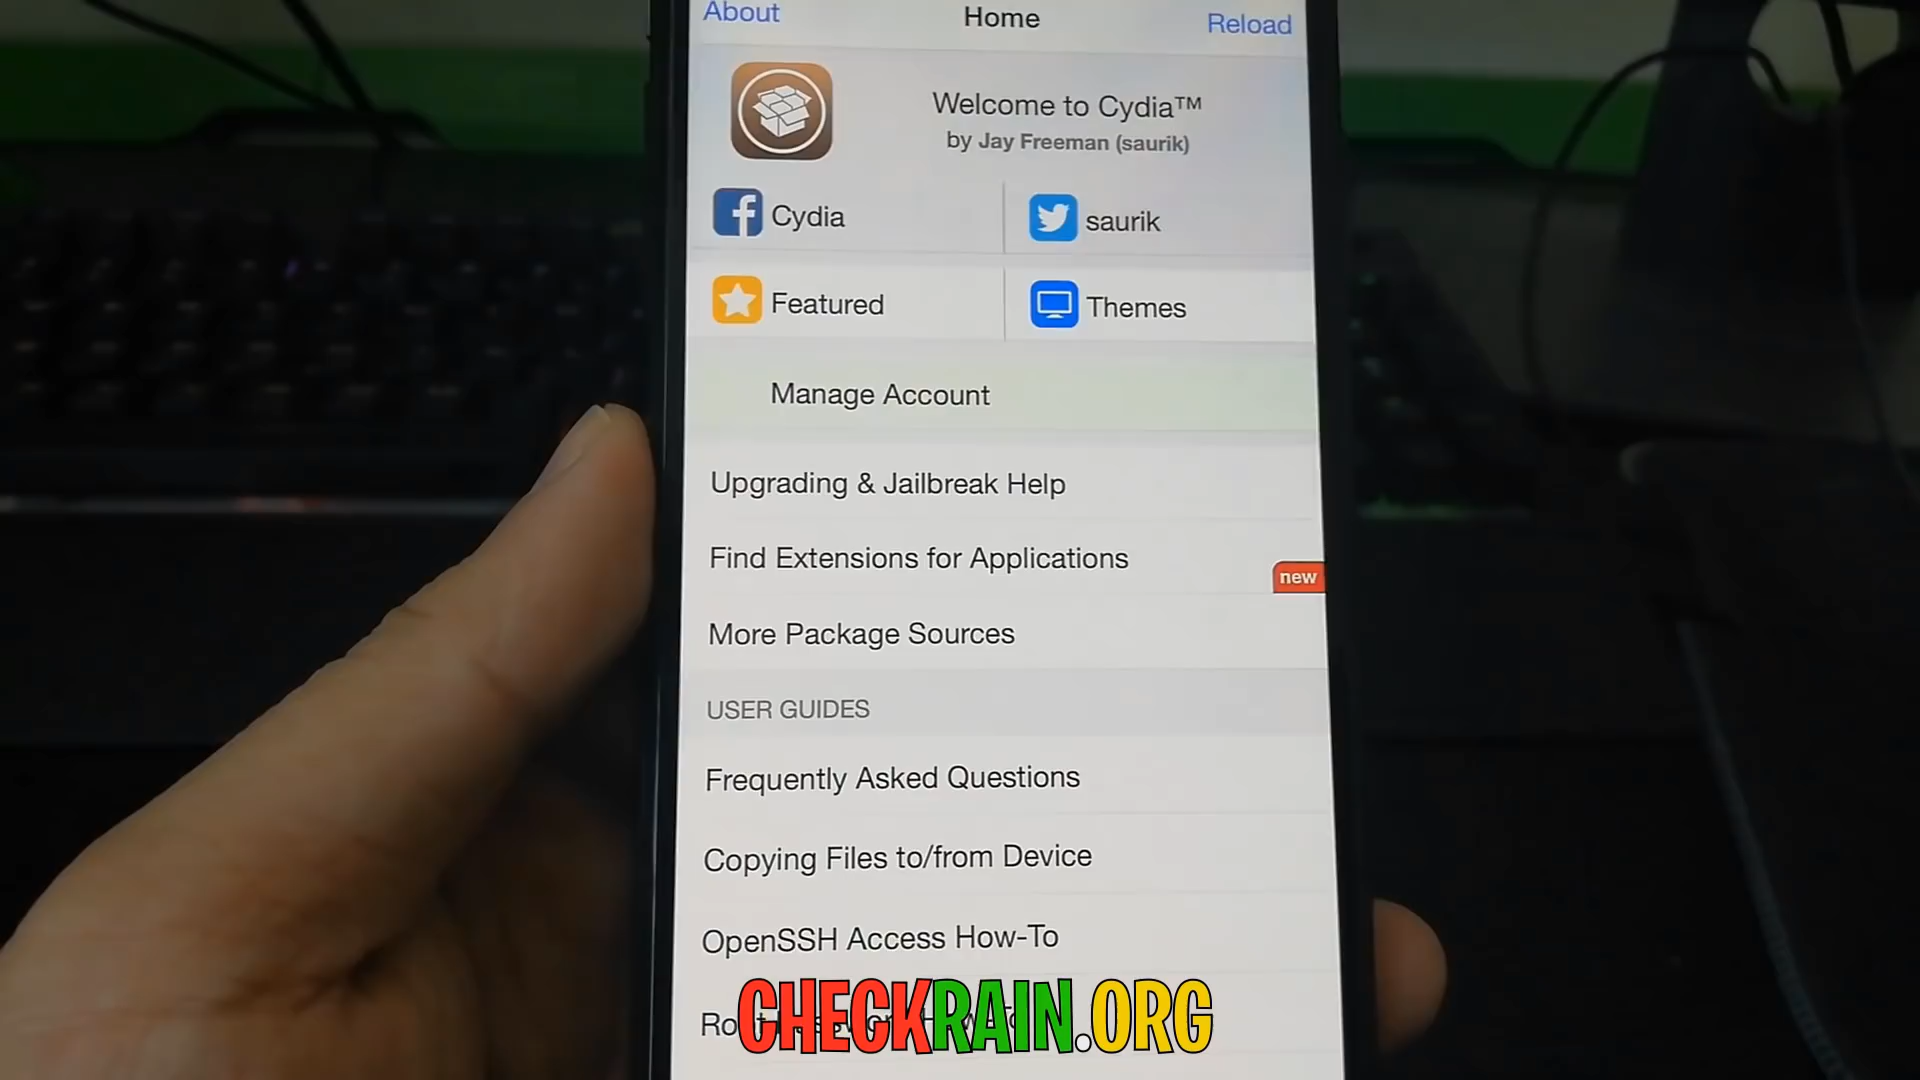 About Home Reload
Welcome to Cydia™
by Jay Freeman (saurik)
Cydia saurik
Featured Themes
Manage Account
Upgrading & Jailbreak Help
Find Extensions for Applications
new
More Package Sources
USER GUIDES
Frequently Asked Questions
Copying Files to/from Device
OpenSSH Access How-To
CHECKRAIN.ORG